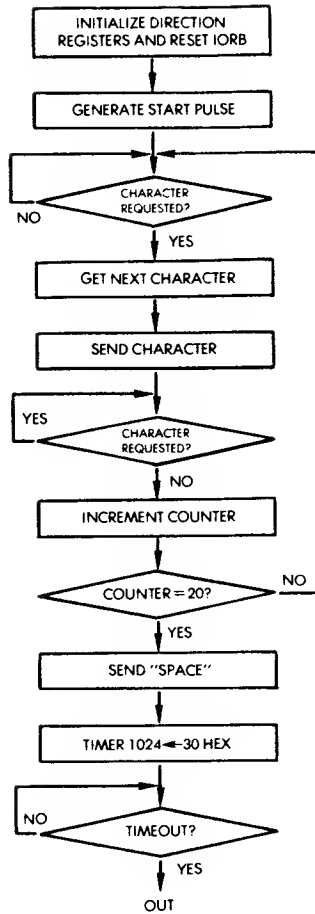 INITIALIZE DIRECTION
REGISTERS AND RESET IORB
GENERATE START PULSE
CHARACTER
REQUESTED?
NO
YES
GET NEXT CHARACTER
SEND CHARACTER
YES
CHARACTER
REQUESTED?
NO
INCREMENT COUNTER
COUNTER = 20?
NO
YES
SEND "SPACE"
TIMER 1024←30 HEX
NO
TIMEOUT?
YES
OUT